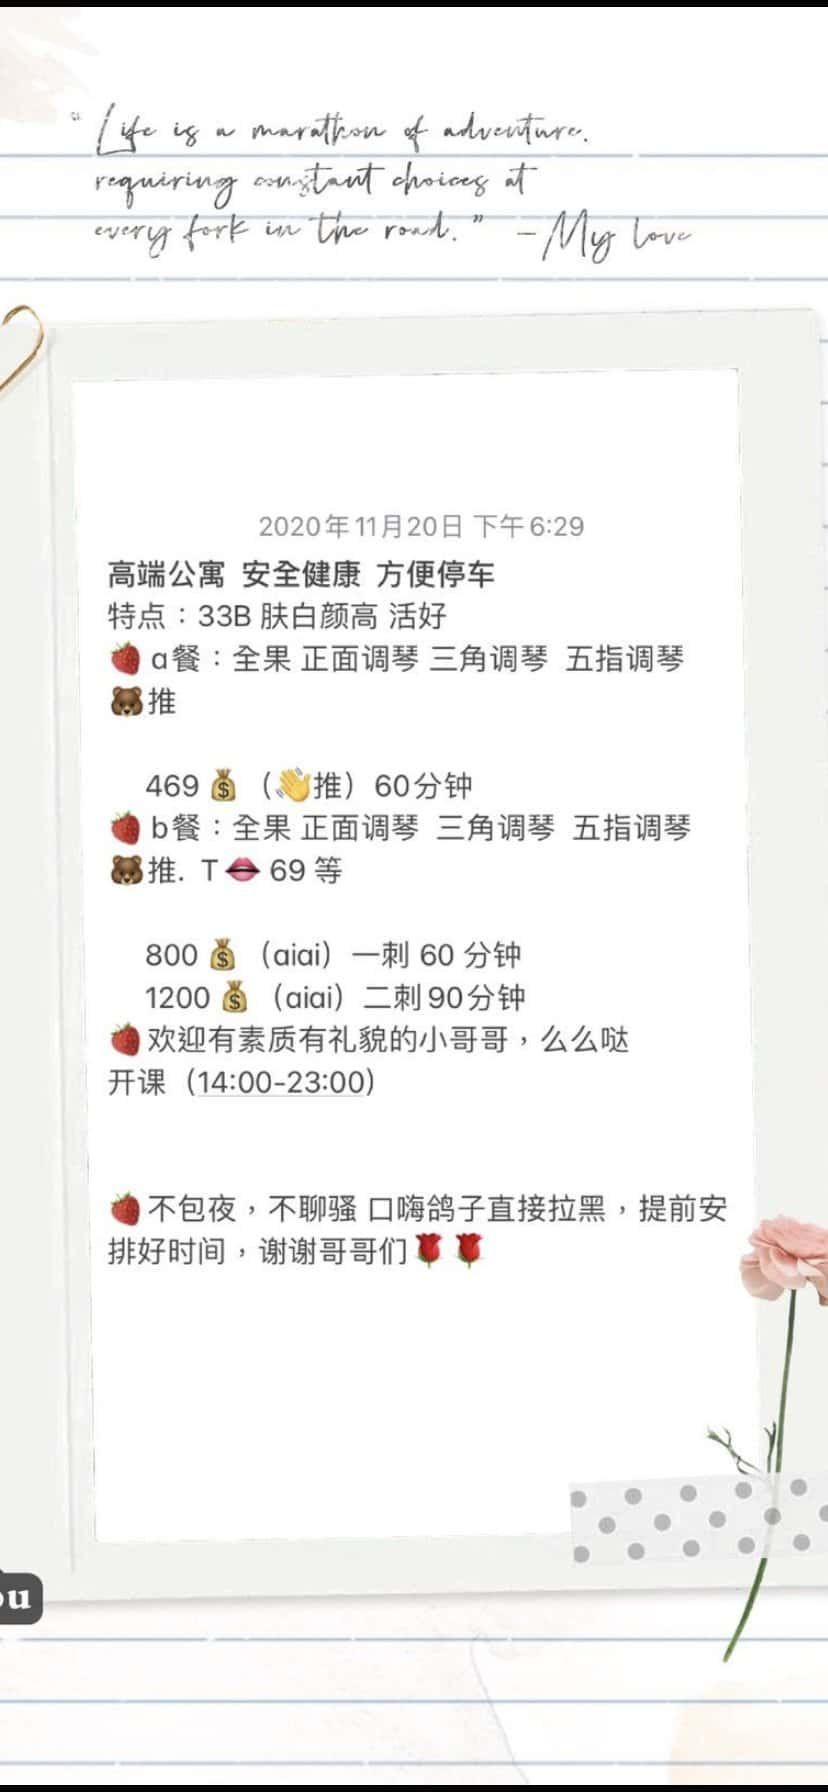 “Life is a marathon of adventure.
requiring constant choices at
every fork in the road.” -My love
2020年11月20日 下午6:29
高端公寓 安全健康 方便停车
特点：33B 肤白颜高 活好
🍓 a餐：全果 正面调琴 三角调琴 五指调琴
🐻推
469💰（👋推）60分钟
🍓 b餐：全果 正面调琴 三角调琴 五指调琴
🐻推. T👄 69 等
800💰（aiai）一刺 60 分钟
1200💰（aiai）二刺 90分钟
🍓欢迎有素质有礼貌的小哥哥，么么哒
开课（14:00-23:00）
🍓不包夜，不聊骚 口嗨鸽子直接拉黑，提前安
排好时间，谢谢哥哥们🌹🌹